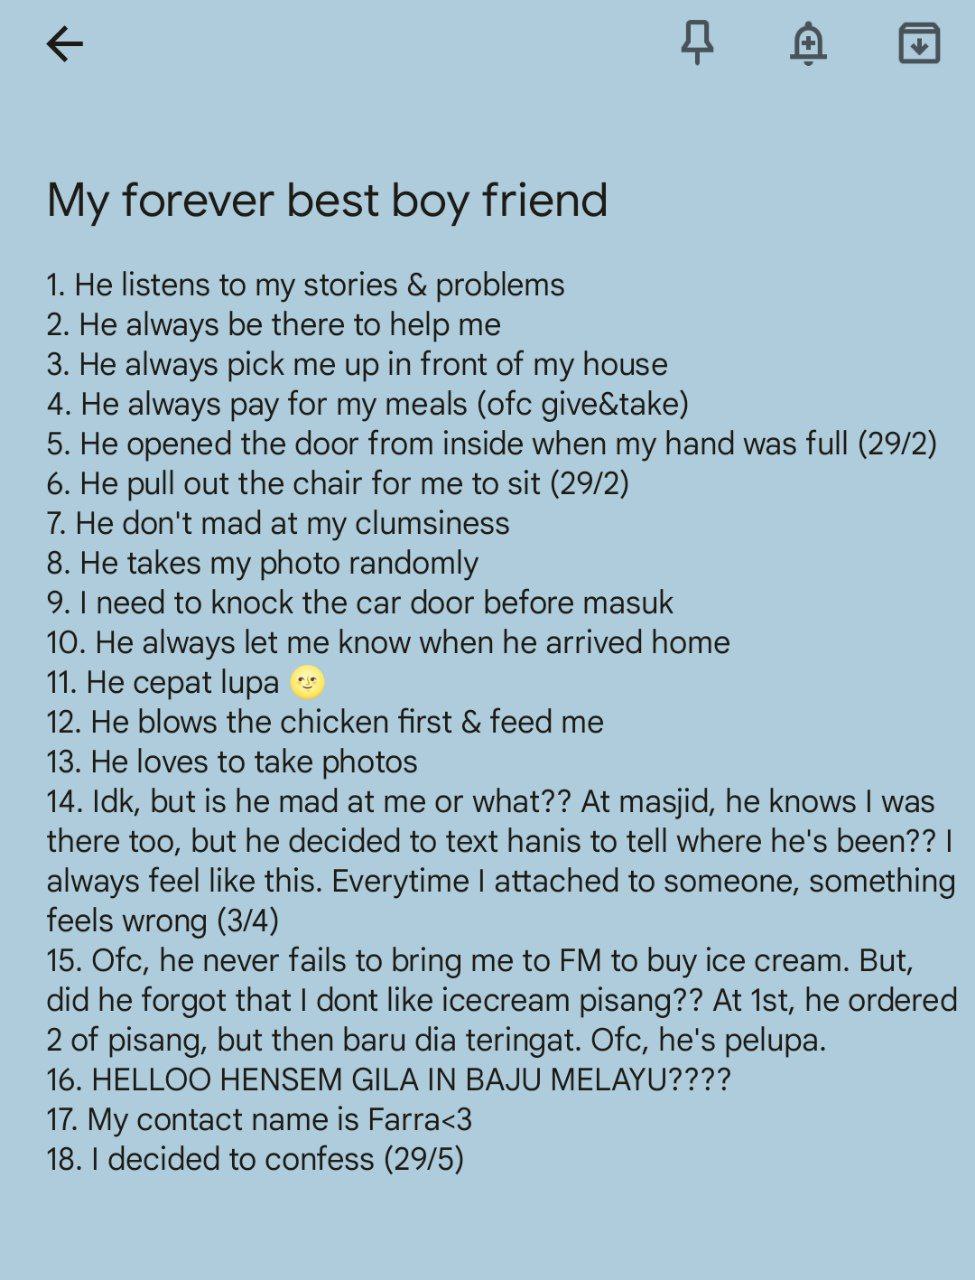 My forever best boy friend
1. He listens to my stories & problems
2. He always be there to help me
3. He always pick me up in front of my house
4. He always pay for my meals (ofc give&take)
5. He opened the door from inside when my hand was full (29/2)
6. He pull out the chair for me to sit (29/2)
7. He don't mad at my clumsiness
8. He takes my photo randomly
9. I need to knock the car door before masuk
10. He always let me know when he arrived home
11. He cepat lupa 🌝
12. He blows the chicken first & feed me
13. He loves to take photos
14. Idk, but is he mad at me or what?? At masjid, he knows I was
there too, but he decided to text hanis to tell where he's been?? I
always feel like this. Everytime I attached to someone, something
feels wrong (3/4)
15. Ofc, he never fails to bring me to FM to buy ice cream. But,
did he forgot that I dont like icecream pisang?? At 1st, he ordered
2 of pisang, but then baru dia teringat. Ofc, he's pelupa.
16. HELLOO HENSEM GILA IN BAJU MELAYU????
17. My contact name is Farra<3
18. I decided to confess (29/5)